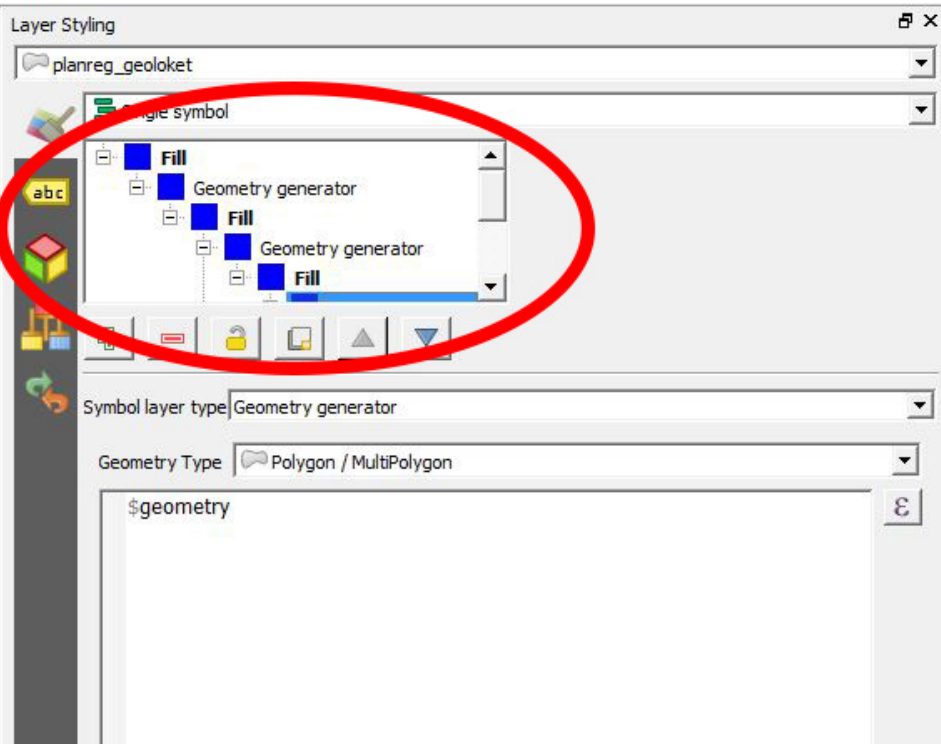 Layer Styling
planreg_geoloket
Single symbol
abc
Fill
Geometry generator
Fill
Geometry generator
Fill
Symbol layer type Geometry generator
Geometry Type Polygon / MultiPolygon
$geometry
ε